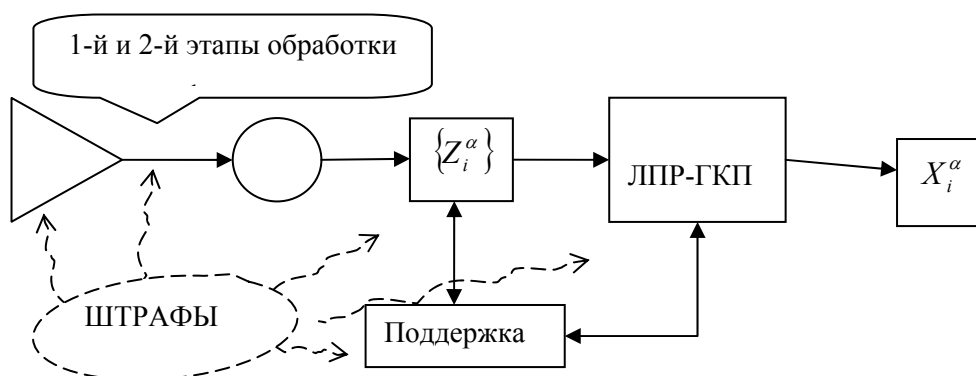 1-й и 2-й этапы обработки
{Z_i^α}
ЛПР-ГКП
X_i^α
ШТРАФЫ
Поддержка